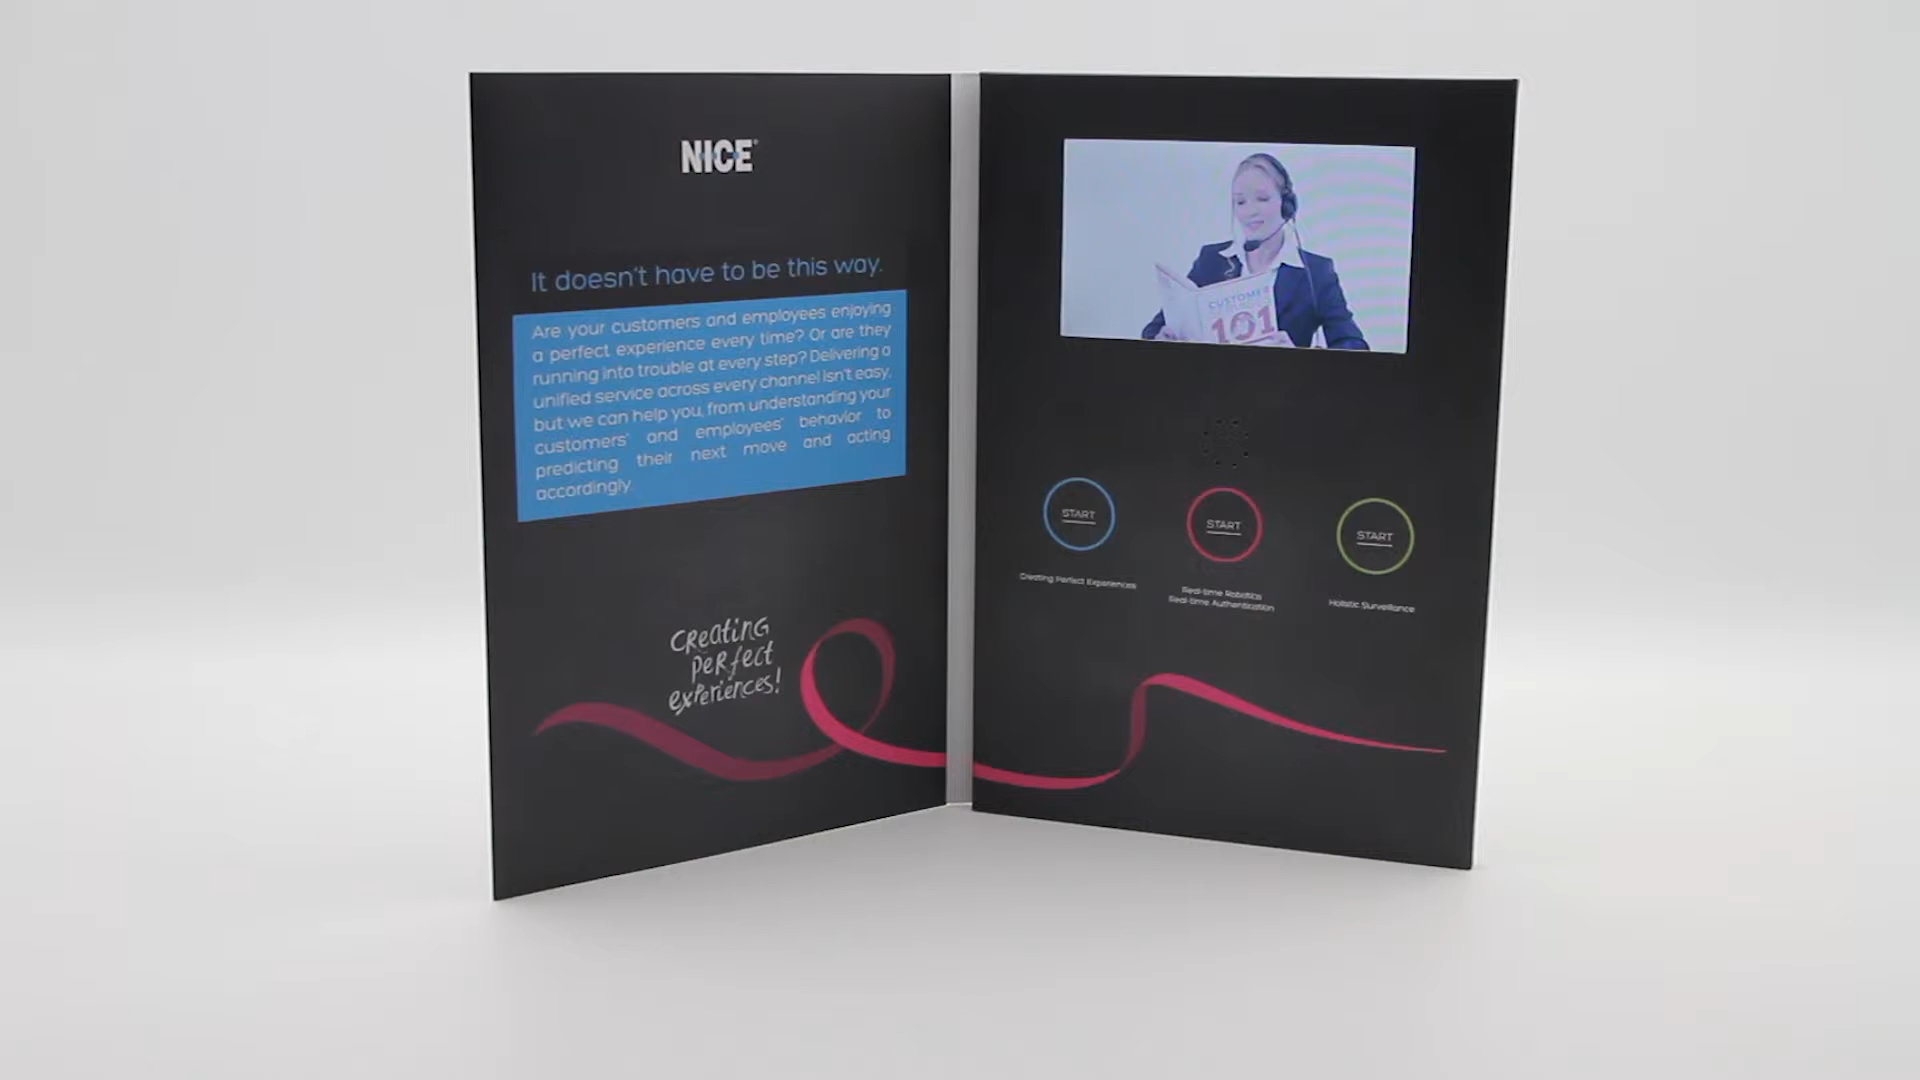 NICE®
It doesn't have to be this way.
Are your customers and employees enjoying
a perfect experience every time? Or are they
running into trouble at every step? Delivering a
unified service across every channel isn't easy,
but we can help you, from understanding your
customers' and employees' behavior to
predicting their next move and acting
accordingly.
Creating
perfect
experiences!
CUSTOMER
101
START
START
START
Creating Perfect Experiences
Real-time Robotics
Real-time Authentication
Holistic Surveillance